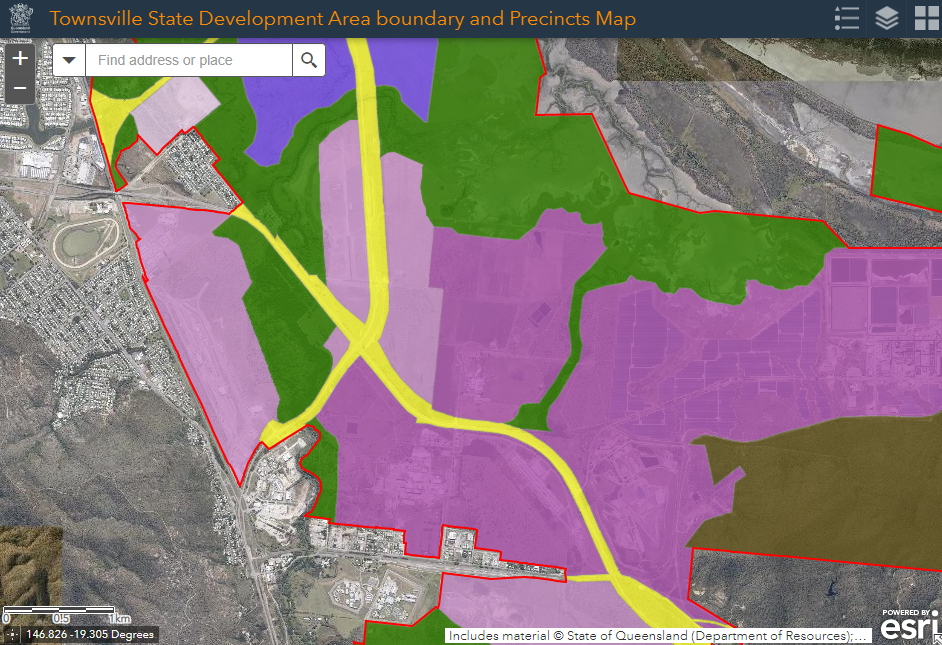 Townsville State Development Area boundary and Precincts Map
+
Find address or place
−
0 0.5 1km
146.826 -19.305 Degrees
Includes material © State of Queensland (Department of Resources);...
POWERED BY
esri